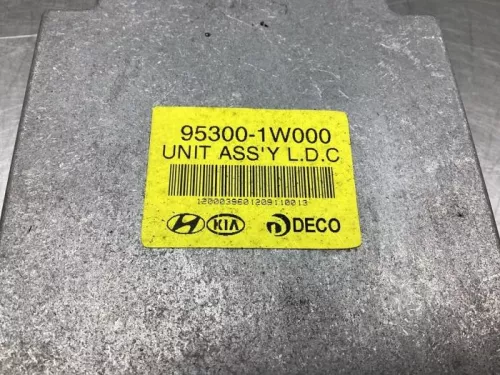 95300-1W000
UNIT ASS'Y L.D.C
1200039601209110013
KIA DECO